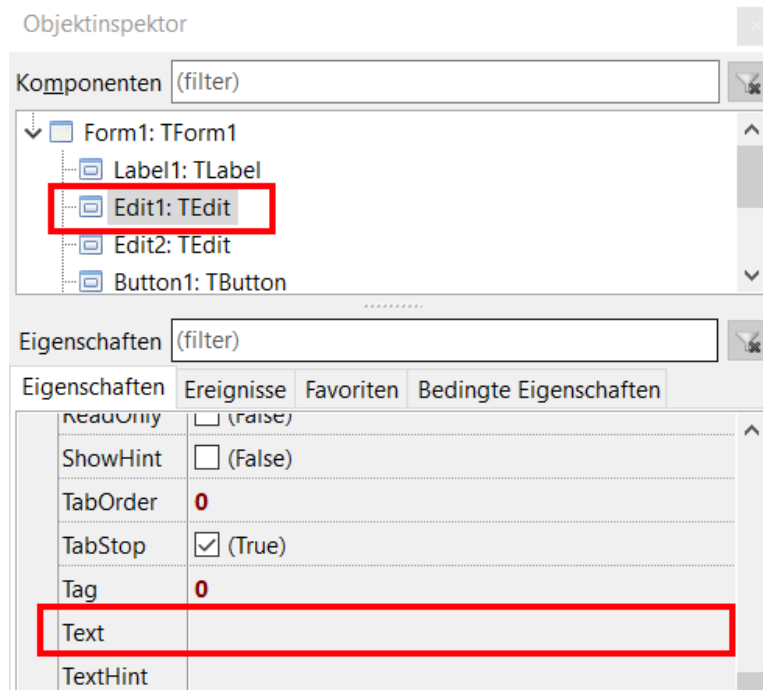 Objektinspektor
Komponenten (filter)
Form1: TForm1
Label1: TLabel
Edit1: TEdit
Edit2: TEdit
Button1: TButton
Eigenschaften (filter)
Eigenschaften Ereignisse Favoriten Bedingte Eigenschaften
ReadOnly (False)
ShowHint (False)
TabOrder 0
TabStop (True)
Tag 0
Text
TextHint